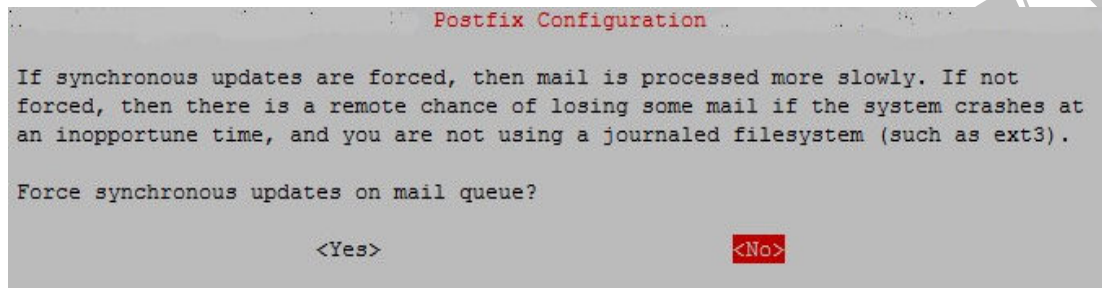 Postfix Configuration
If synchronous updates are forced, then mail is processed more slowly. If not
forced, then there is a remote chance of losing some mail if the system crashes at
an inopportune time, and you are not using a journaled filesystem (such as ext3).
Force synchronous updates on mail queue?
<Yes> <No>